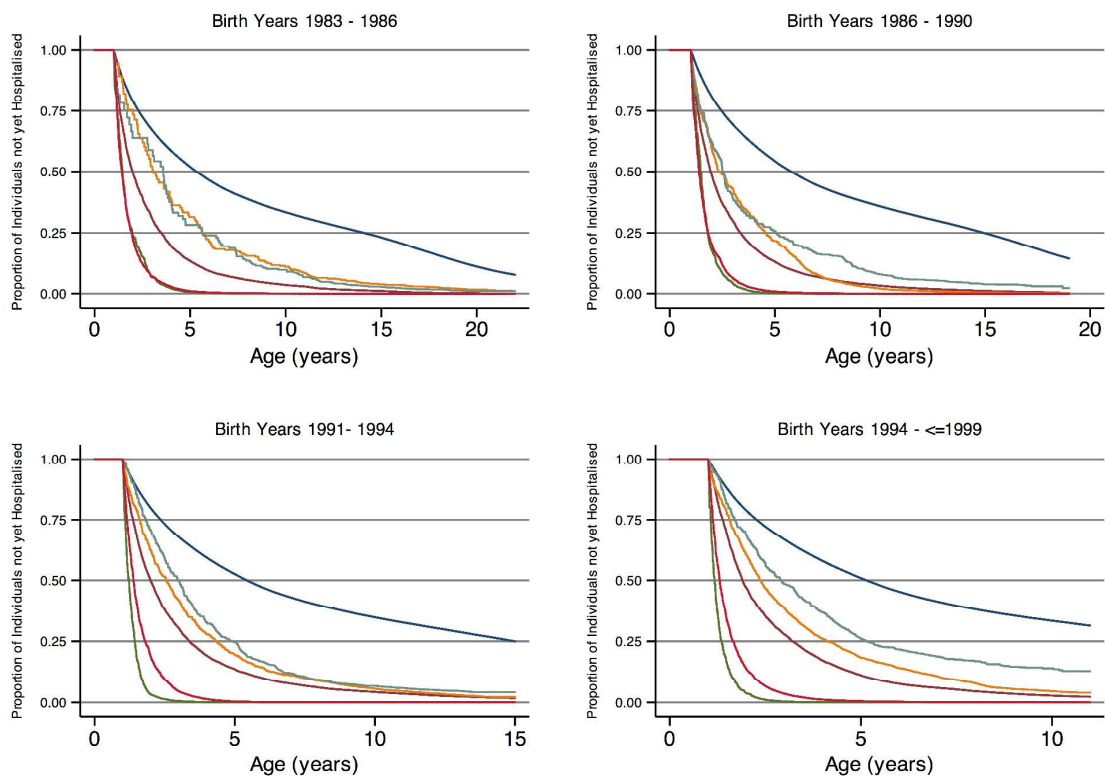 Birth Years 1983 - 1986
Proportion of Individuals not yet Hospitalised
1.00
0.75
0.50
0.25
0.00
0 5 10 15 20
Age (years)
Birth Years 1986 - 1990
Proportion of Individuals not yet Hospitalised
1.00
0.75
0.50
0.25
0.00
0 5 10 15 20
Age (years)
Birth Years 1991- 1994
Proportion of Individuals not yet Hospitalised
1.00
0.75
0.50
0.25
0.00
0 5 10 15
Age (years)
Birth Years 1994 - <=1999
Proportion of Individuals not yet Hospitalised
1.00
0.75
0.50
0.25
0.00
0 5 10
Age (years)